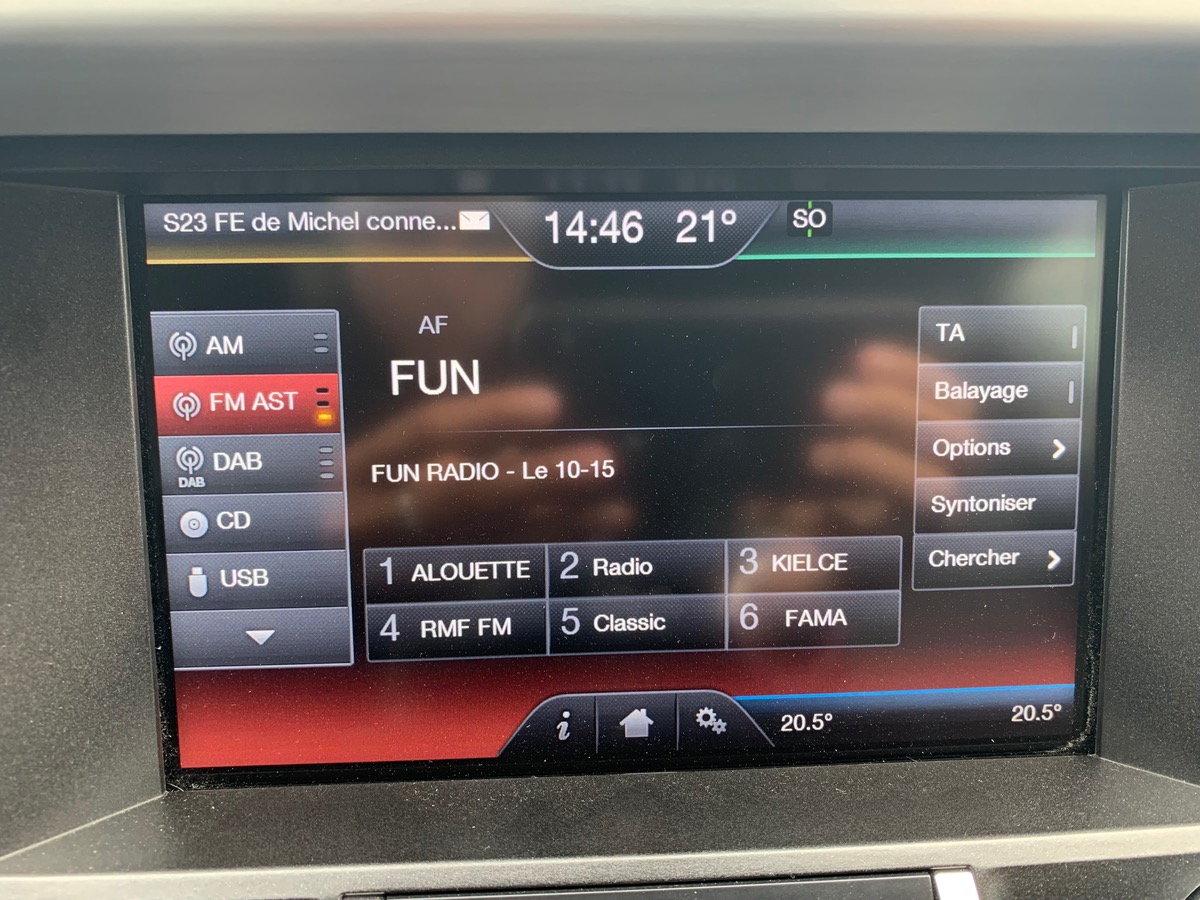 S23 FE de Michel conne...
14:46 21°
SO
AM
FM AST
DAB
DAB
CD
USB
AF
FUN
FUN RADIO - Le 10-15
1 ALOUETTE
2 Radio
3 KIELCE
4 RMF FM
5 Classic
6 FAMA
TA
Balayage
Options
Syntoniser
Chercher
i
20.5°
20.5°